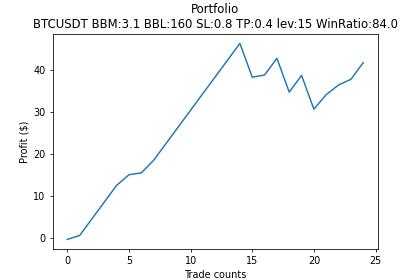 Portfolio
BTCUSDT BBM:3.1 BBL:160 SL:0.8 TP:0.4 lev:15 WinRatio:84.0
40
30
20
10
0
Profit ($)
0 5 10 15 20 25
Trade counts